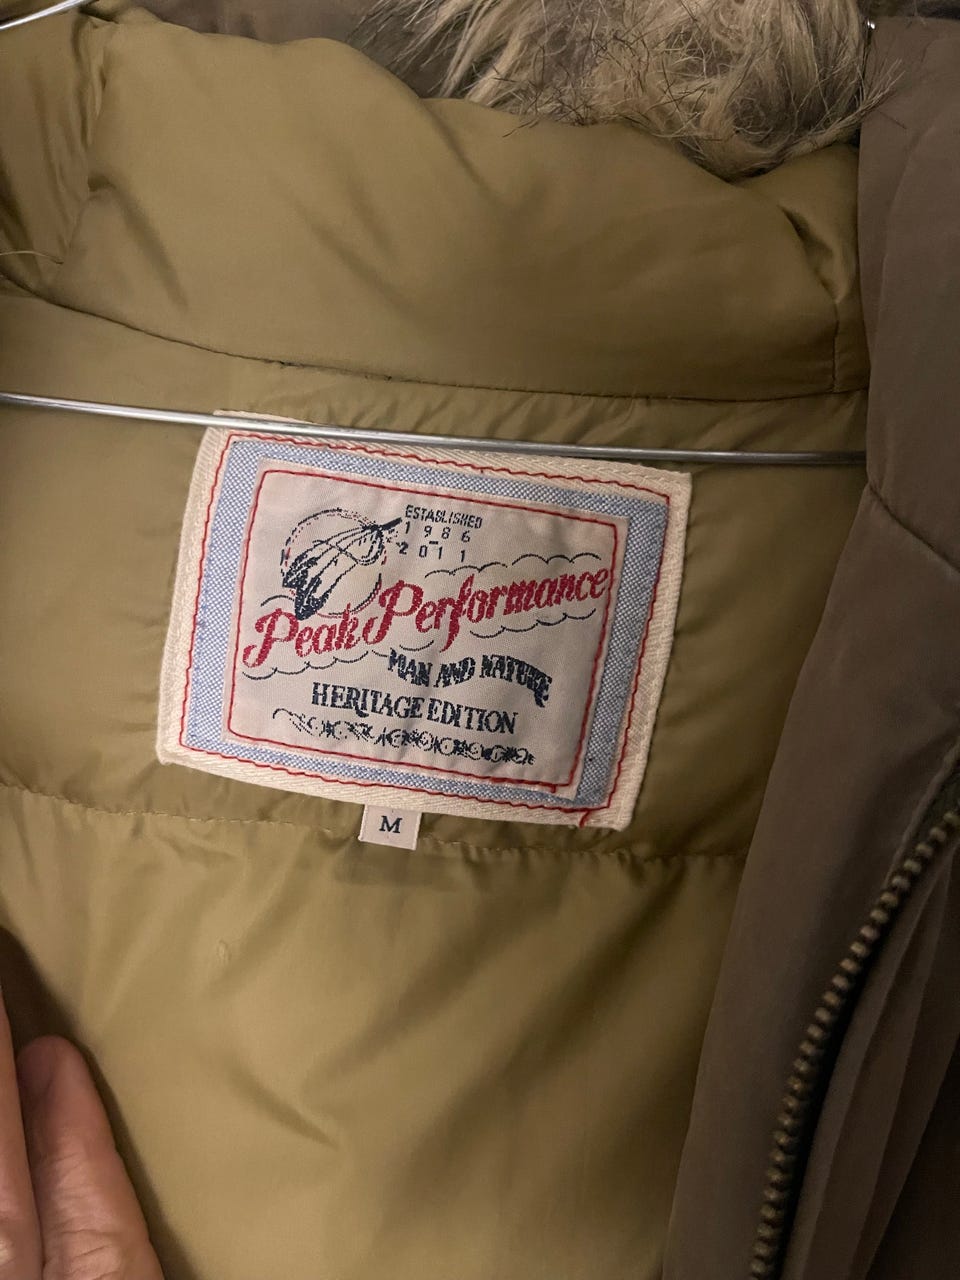 ESTABLISHED
1986
-
2011
Peak Performance
MAN AND NATURE
HERITAGE EDITION
M